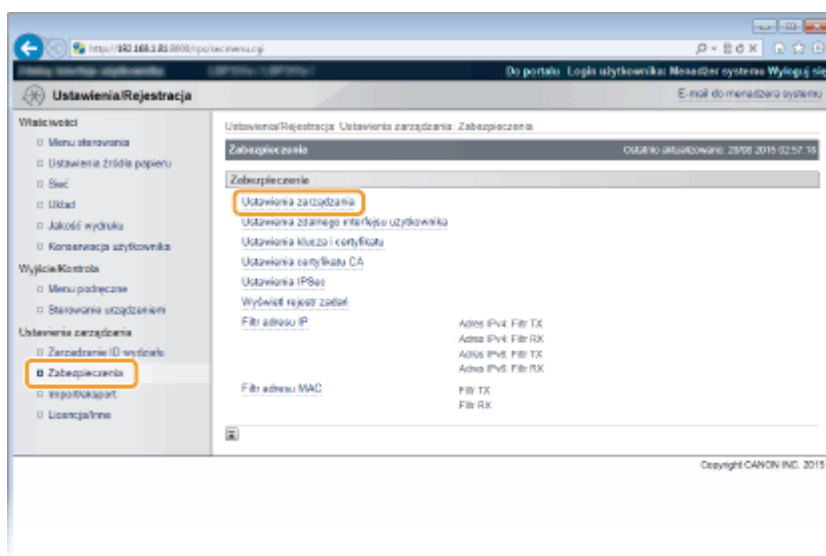 http://192.168.1.81:8000/rps/csecmenu.cgi
Do portalu Login użytkownika: Menedżer systemu Wyloguj się
Ustawienia/Rejestracja
E-mail do menedżera systemu
Właściwości
Menu sterowania
Ustawienia źródła papieru
Sieć
Układ
Jakość wydruku
Konserwacja użytkownika
Wyjście/Kontrola
Menu podręczne
Sterowanie urządzeniem
Ustawienia zarządzania
Zarządzanie ID wydziału
Zabezpieczenia
Import/eksport
Licencja/Inne
Ustawienia/Rejestracja: Ustawienia zarządzania: Zabezpieczenia
Zabezpieczenia
Ostatnio aktualizowano: 28/08 2015 02:57:18
Zabezpieczenia
Ustawienia zarządzania
Ustawienia zdalnego interfejsu użytkownika
Ustawienia klucza i certyfikatu
Ustawienia certyfikatu CA
Ustawienia IPSec
Wyświetl rejestr zadań
Filtr adresu IP
Adres IPv4: Filtr TX
Adres IPv4: Filtr RX
Adres IPv6: Filtr TX
Adres IPv6: Filtr RX
Filtr adresu MAC
Filtr TX
Filtr RX
Copyright CANON INC. 2015